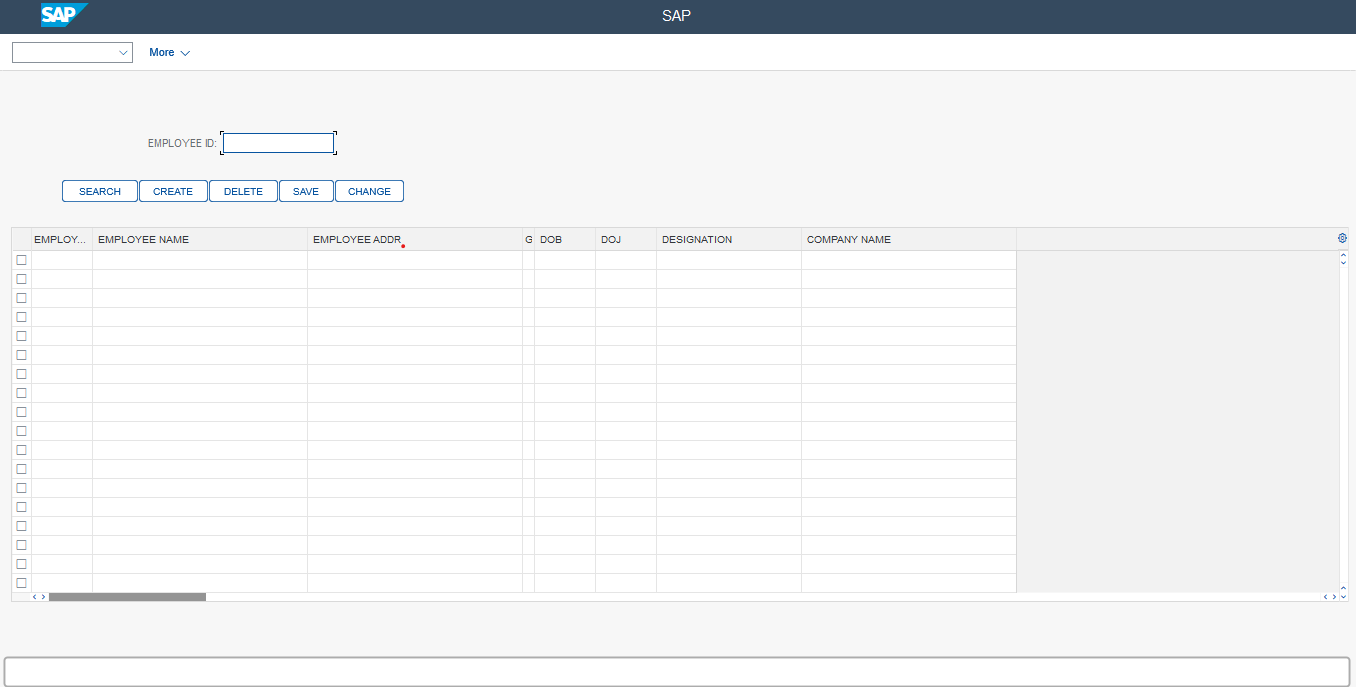 SAP SAP
More
EMPLOYEE ID:
SEARCH CREATE DELETE SAVE CHANGE
EMPLOY... EMPLOYEE NAME EMPLOYEE ADDR G DOB DOJ DESIGNATION COMPANY NAME